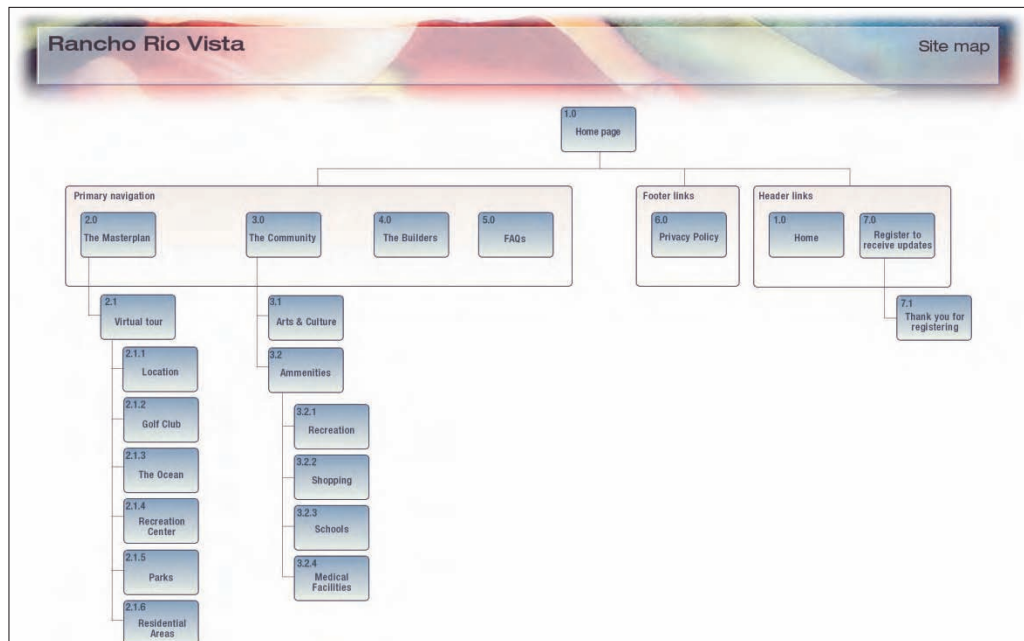 Rancho Rio Vista
Site map
1.0
Home page
Primary navigation
2.0
The Masterplan
3.0
The Community
4.0
The Builders
5.0
FAQs
Footer links
6.0
Privacy Policy
Header links
1.0
Home
7.0
Register to
receive updates
2.1
Virtual tour
2.1.1
Location
2.1.2
Golf Club
2.1.3
The Ocean
2.1.4
Recreation
Center
2.1.5
Parks
2.1.6
Residential
Areas
3.1
Arts & Culture
3.2
Ammenities
3.2.1
Recreation
3.2.2
Shopping
3.2.3
Schools
3.2.4
Medical
Facilities
7.1
Thank you for
registering